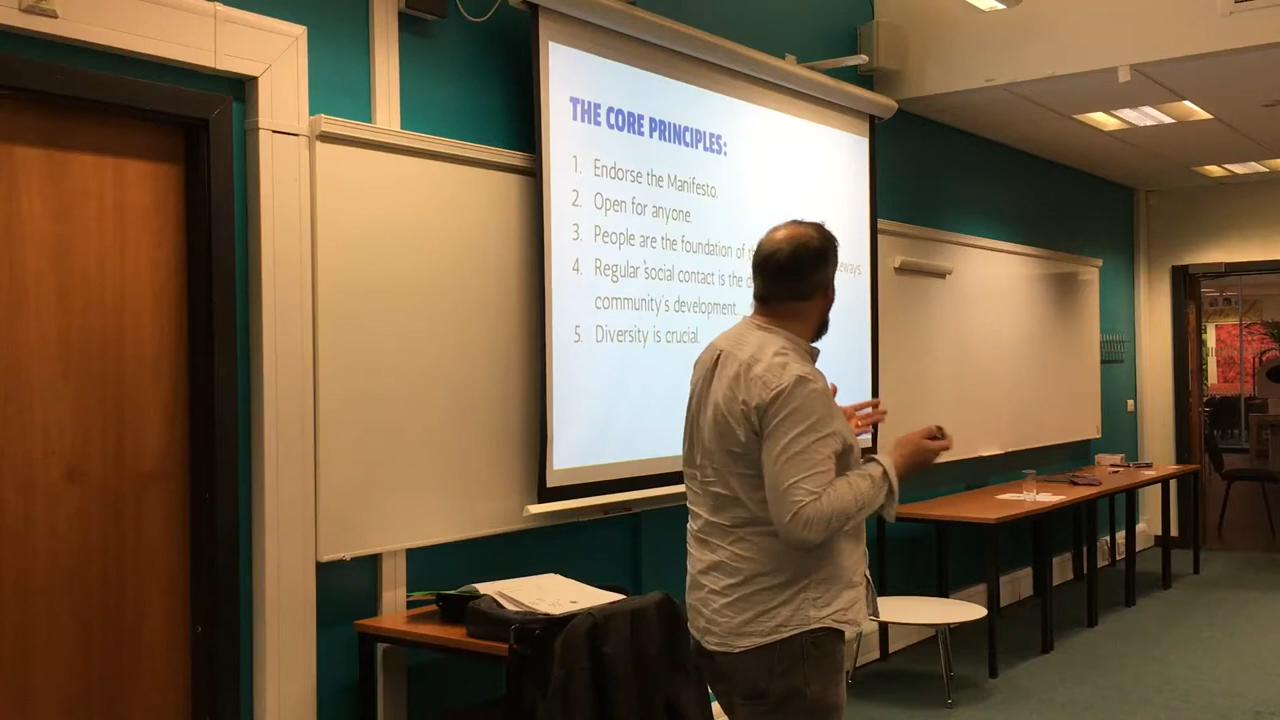 THE CORE PRINCIPLES:
1. Endorse the Manifesto.
2. Open for anyone.
3. People are the foundation of
4. Regular social contact is the
community's development.
5. Diversity is crucial.